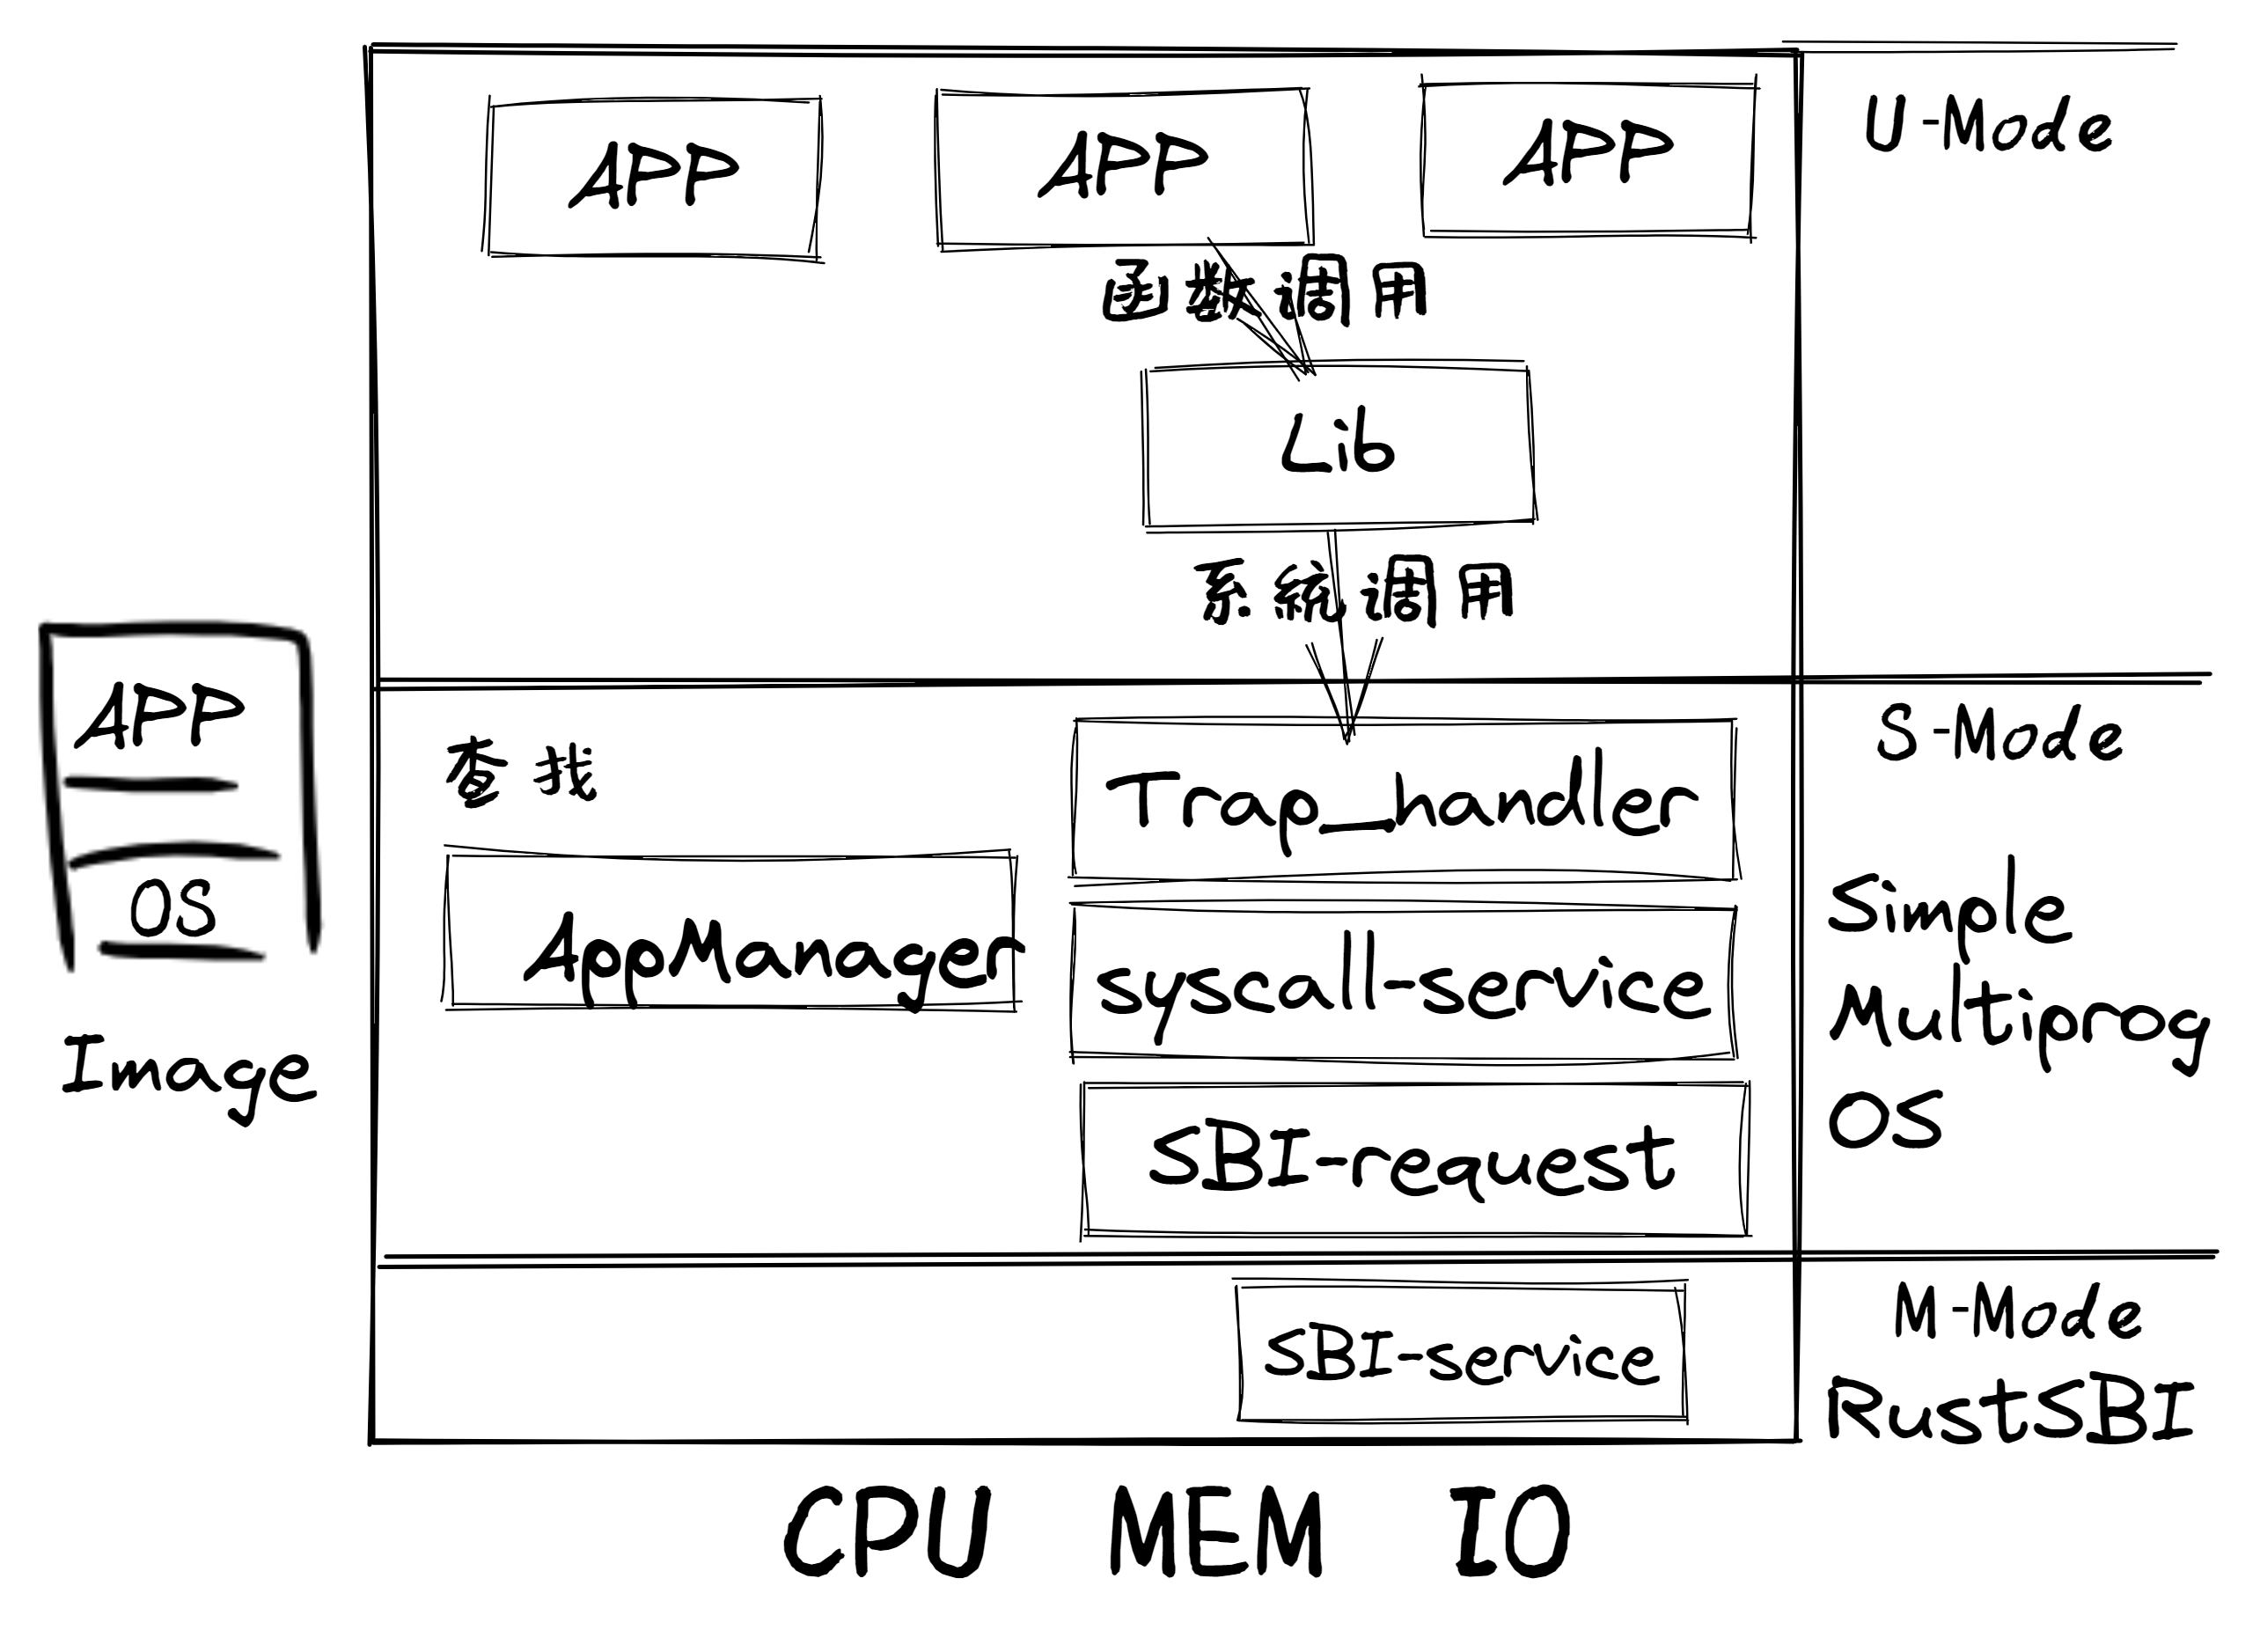 APP APP APP
U-Mode
函数调用
Lib
系統调用
APP
OS
Image
查找
AppManager
Trap_handler
syscall-service
SBI-request
S-Mode
Simple
Multiprog
OS
SBI-service
M-Mode
RustSBI
CPU MEM IO